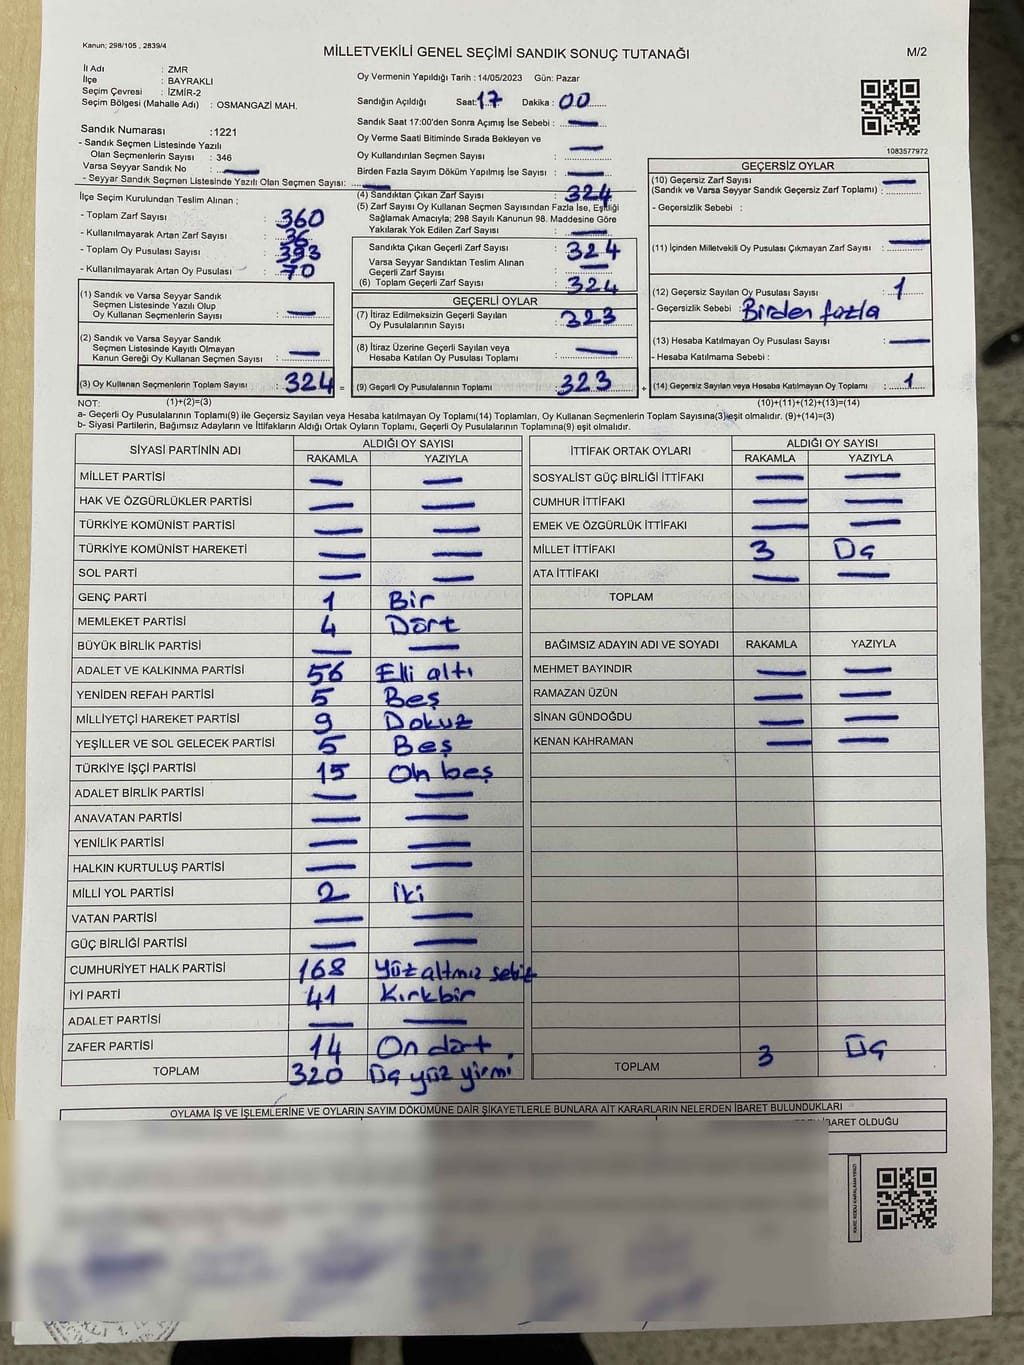 Kanun; 298/105 , 2839/4
MİLLETVEKİLİ GENEL SEÇİMİ SANDIK SONUÇ TUTANAĞI
M/2
İl Adı : ZMR
İlçe : BAYRAKLI
Seçim Çevresi : İZMİR-2
Seçim Bölgesi (Mahalle Adı) : OSMANGAZİ MAH.
Sandık Numarası :1221
- Sandık Seçmen Listesinde Yazılı
Olan Seçmenlerin Sayısı : 346
Varsa Seyyar Sandık No : —
- Seyyar Sandık Seçmen Listesinde Yazılı Olan Seçmen Sayısı: —
Oy Vermenin Yapıldığı Tarih : 14/05/2023 Gün: Pazar
Sandığın Açıldığı Saat: 17 Dakika : 00
Sandık Saat 17:00'den Sonra Açımış İse Sebebi : —
Oy Verme Saati Bitiminde Sırada Bekleyen ve —
Oy Kullandırılan Seçmen Sayısı :
Birden Fazla Sayım Döküm Yapılmış İse Sayısı : —
1083577972
İlçe Seçim Kurulundan Teslim Alınan ;
- Toplam Zarf Sayısı : 360
- Kullanılmayarak Artan Zarf Sayısı : 36
- Toplam Oy Pusulası Sayısı : 393
- Kullanılmayarak Artan Oy Pusulası : 70
(1) Sandık ve Varsa Seyyar Sandık
Seçmen Listesinde Yazılı Olup
Oy Kullanan Seçmenlerin Sayısı : —
(2) Sandık ve Varsa Seyyar Sandık
Seçmen Listesinde Kayıtlı Olmayan
Kanun Gereği Oy Kullanan Seçmen Sayısı : —
(3) Oy Kullanan Seçmenlerin Toplam Sayısı : 324 =
(4) Sandıktan Çıkan Zarf Sayısı : 324
(5) Zarf Sayısı Oy Kullanan Seçmen Sayısından Fazla İse, Eşitliği
Sağlamak Amacıyla; 298 Sayılı Kanunun 98. Maddesine Göre
Yakılarak Yok Edilen Zarf Sayısı : —
Sandıkta Çıkan Geçerli Zarf Sayısı : 324
Varsa Seyyar Sandıktan Teslim Alınan
Geçerli Zarf Sayısı : —
(6) Toplam Geçerli Zarf Sayısı : 324
GEÇERLİ OYLAR
(7) İtiraz Edilmeksizin Geçerli Sayılan
Oy Pusulalarının Sayısı : 323
(8) İtiraz Üzerine Geçerli Sayılan veya
Hesaba Katılan Oy Pusulası Toplamı : —
(9) Geçerli Oy Pusulalarının Toplamı : 323 +
GEÇERSİZ OYLAR
(10) Geçersiz Zarf Sayısı —
(Sandık ve Varsa Seyyar Sandık Geçersiz Zarf Toplamı) :
- Geçersizlik Sebebi :
(11) İçinden Milletvekili Oy Pusulası Çıkmayan Zarf Sayısı : —
(12) Geçersiz Sayılan Oy Pusulası Sayısı : 1
- Geçersizlik Sebebi : Birden fazla
(13) Hesaba Katılmayan Oy Pusulası Sayısı : —
- Hesaba Katılmama Sebebi :
(14) Geçersiz Sayılan veya Hesaba Katılmayan Oy Toplamı : 1
NOT: (1)+(2)=(3) (10)+(11)+(12)+(13)=(14)
a- Geçerli Oy Pusulalarının Toplamı(9) ile Geçersiz Sayılan veya Hesaba katılmayan Oy Toplamı(14) Toplamları, Oy Kullanan Seçmenlerin Toplam Sayısına(3)eşit olmalıdır. (9)+(14)=(3)
b- Siyasi Partilerin, Bağımsız Adayların ve İttifakların Aldığı Ortak Oyların Toplamı, Geçerli Oy Pusulalarının Toplamına(9) eşit olmalıdır.
SİYASİ PARTİNİN ADI ALDIĞI OY SAYISI
RAKAMLA YAZIYLA
MİLLET PARTİSİ — —
HAK VE ÖZGÜRLÜKLER PARTİSİ — —
TÜRKİYE KOMÜNİST PARTİSİ — —
TÜRKİYE KOMÜNİST HAREKETİ — —
SOL PARTİ — —
GENÇ PARTİ 1 Bir
MEMLEKET PARTİSİ 4 Dört
BÜYÜK BİRLİK PARTİSİ — —
ADALET VE KALKINMA PARTİSİ 56 Elli altı
YENİDEN REFAH PARTİSİ 5 Beş
MİLLİYETÇİ HAREKET PARTİSİ 9 Dokuz
YEŞİLLER VE SOL GELECEK PARTİSİ 5 Beş
TÜRKİYE İŞÇİ PARTİSİ 15 On beş
ADALET BİRLİK PARTİSİ — —
ANAVATAN PARTİSİ — —
YENİLİK PARTİSİ — —
HALKIN KURTULUŞ PARTİSİ — —
MİLLİ YOL PARTİSİ 2 İki
VATAN PARTİSİ — —
GÜÇ BİRLİĞİ PARTİSİ — —
CUMHURİYET HALK PARTİSİ 168 Yüz altmız sekiz
İYİ PARTİ 41 Kırkbir
ADALET PARTİSİ — —
ZAFER PARTİSİ 14 On dört
TOPLAM 320 Üç yüz yirmi
İTTİFAK ORTAK OYLARI ALDIĞI OY SAYISI
RAKAMLA YAZIYLA
SOSYALİST GÜÇ BİRLİĞİ İTTİFAKI — —
CUMHUR İTTİFAKI — —
EMEK VE ÖZGÜRLÜK İTTİFAKI — —
MİLLET İTTİFAKI 3 Üç
ATA İTTİFAKI — —
TOPLAM
BAĞIMSIZ ADAYIN ADI VE SOYADI RAKAMLA YAZIYLA
MEHMET BAYINDIR — —
RAMAZAN ÜZÜN — —
SİNAN GÜNDOĞDU — —
KENAN KAHRAMAN — —
TOPLAM 3 Üç
OYLAMA İŞ VE İŞLEMLERİNE VE OYLARIN SAYIM DÖKÜMÜNE DAİR ŞİKAYETLERLE BUNLARA AİT KARARLARIN NELERDEN İBARET BULUNDUKLARI
İBARET OLDUĞU
KARE KODU KARALAMAYINIZ!